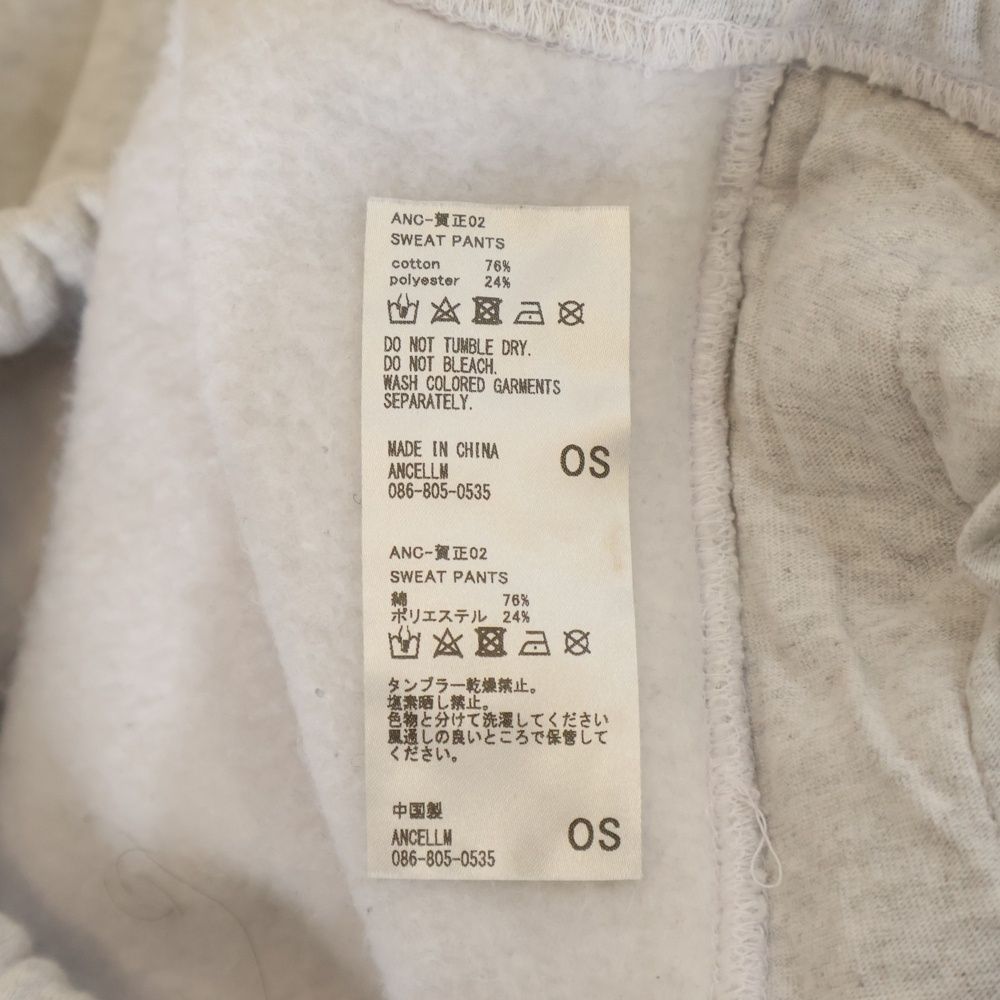 ANC-賀正02
SWEAT PANTS
cotton 76%
polyester 24%
DO NOT TUMBLE DRY.
DO NOT BLEACH.
WASH COLORED GARMENTS
SEPARATELY.
MADE IN CHINA
ANCELLM
086-805-0535
OS
ANC-賀正02
SWEAT PANTS
綿 76%
ポリエステル 24%
タンブラー乾燥禁止。
塩素晒し禁止。
色物と分けて洗濯してください
風通しの良いところで保管して
ください。
中国製
ANCELLM
086-805-0535
OS